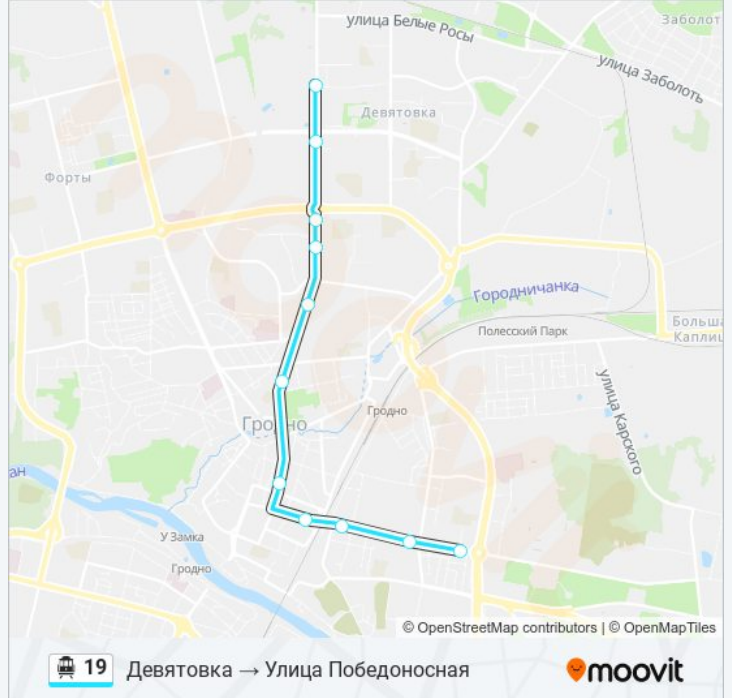 улица Белые Росы
Заболот
улица Заболоть
Девятовка
Форты
Городничанка
Больша
Каплиц
Полесский Парк
улица Карского
Гродно
Гродно
ан
У Замка
Гродно
© OpenStreetMap contributors | © OpenMapTiles
19 Девятовка → Улица Победоносная
moovit